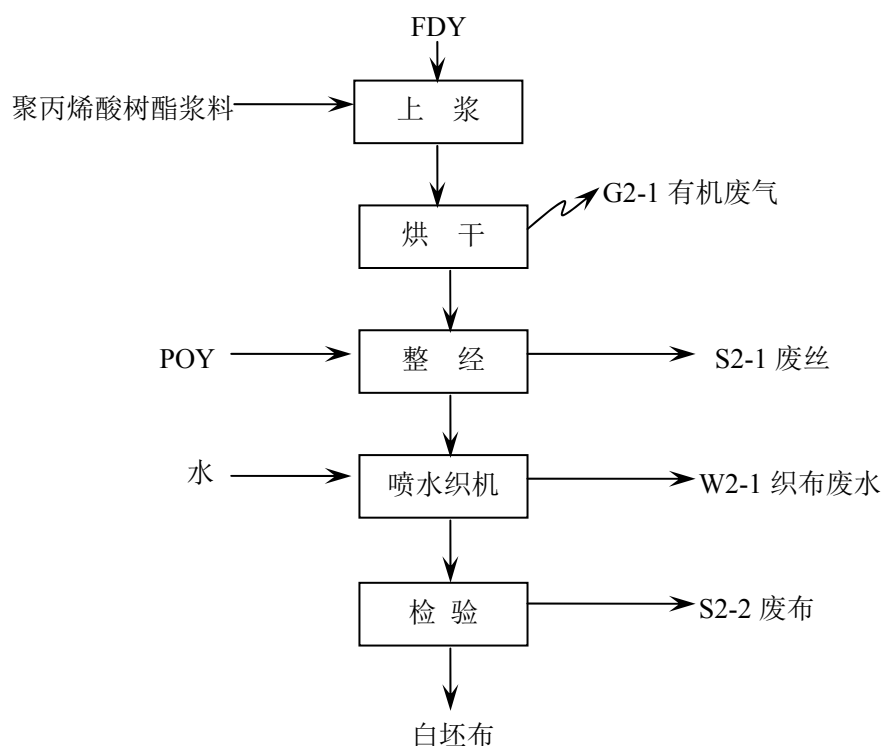 FDY
聚丙烯酸树酯浆料
上 浆
G2-1 有机废气
烘 干
POY
整 经
S2-1 废丝
水
喷水织机
W2-1 织布废水
检 验
S2-2 废布
白坯布